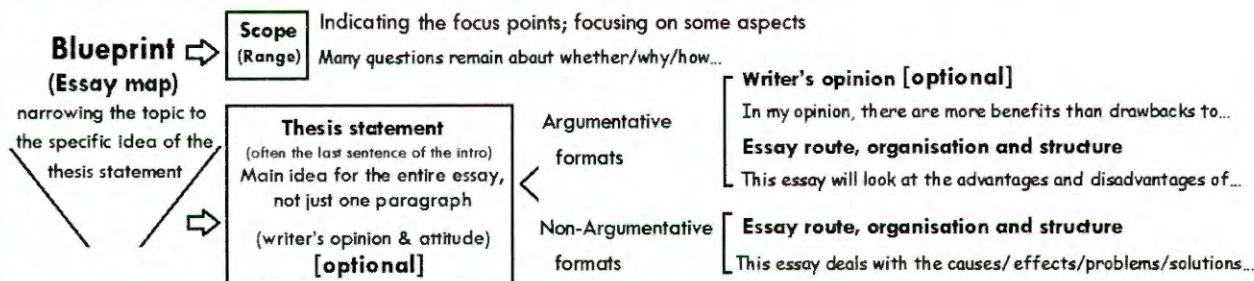 Blueprint
(Essay map)
narrowing the topic to
the specific idea of the
thesis statement
Scope
(Range)
Indicating the focus points; focusing on some aspects
Many questions remain about whether/why/how...
Thesis statement
(often the last sentence of the intro)
Main idea for the entire essay,
not just one paragraph
(writer's opinion & attitude)
[optional]
Argumentative
formats
Writer's opinion [optional]
In my opinion, there are more benefits than drawbacks to...
Essay route, organisation and structure
This essay will look at the advantages and disadvantages of...
Non-Argumentative
formats
Essay route, organisation and structure
This essay deals with the causes/effects/problems/solutions...